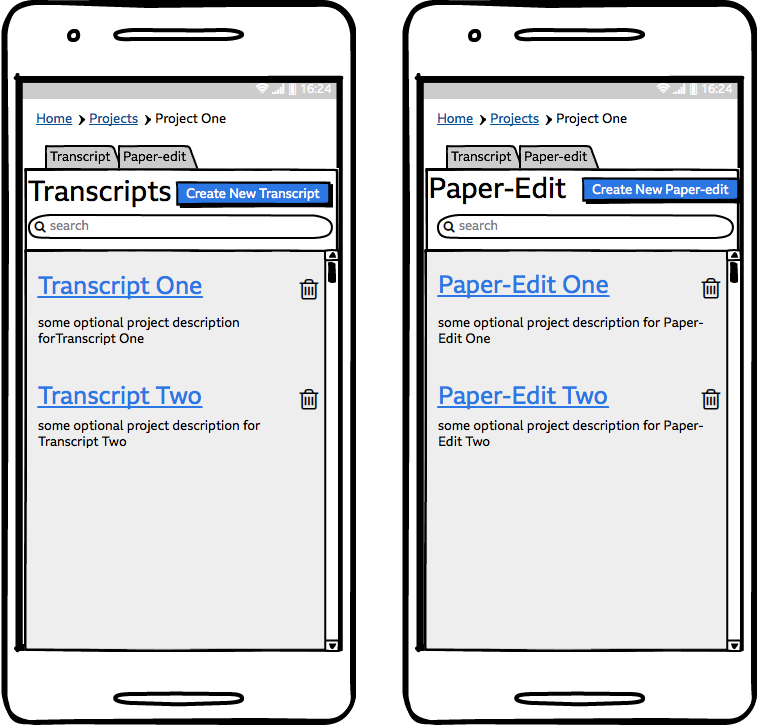 16:24
Home Projects Project One
Transcript Paper-edit
Transcripts Create New Transcript
search
Transcript One
some optional project description
forTranscript One
Transcript Two
some optional project description for
Transcript Two
16:24
Home Projects Project One
Transcript Paper-edit
Paper-Edit Create New Paper-edit
search
Paper-Edit One
some optional project description for Paper-
Edit One
Paper-Edit Two
some optional project description for Paper-
Edit Two